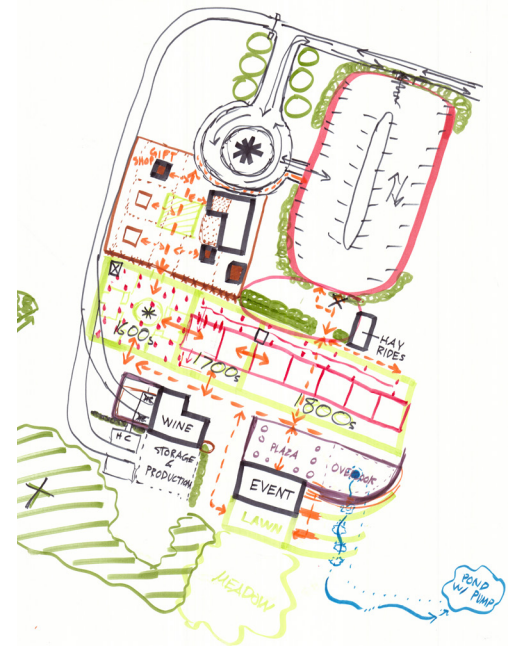 GIFT
SHOP
HAY
RIDES
1600s
1700s
1800s
WINE
HC
STORAGE
&
PRODUCTION
PLAZA
OVERLOOK
EVENT
LAWN
MEADOW
POND
W/ PUMP